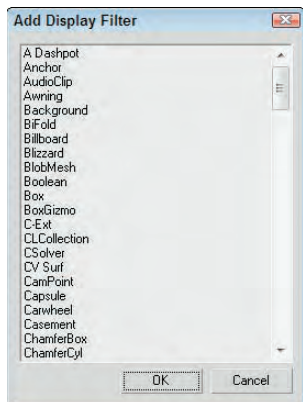 Add Display Filter
A Dashpot
Anchor
AudioClip
Awning
Background
BiFold
Billboard
Blizzard
BlobMesh
Boolean
Box
BoxGizmo
C-Ext
CLCollection
CSolver
CV Surf
CamPoint
Capsule
Carwheel
Casement
ChamferBox
ChamferCyl
OK Cancel